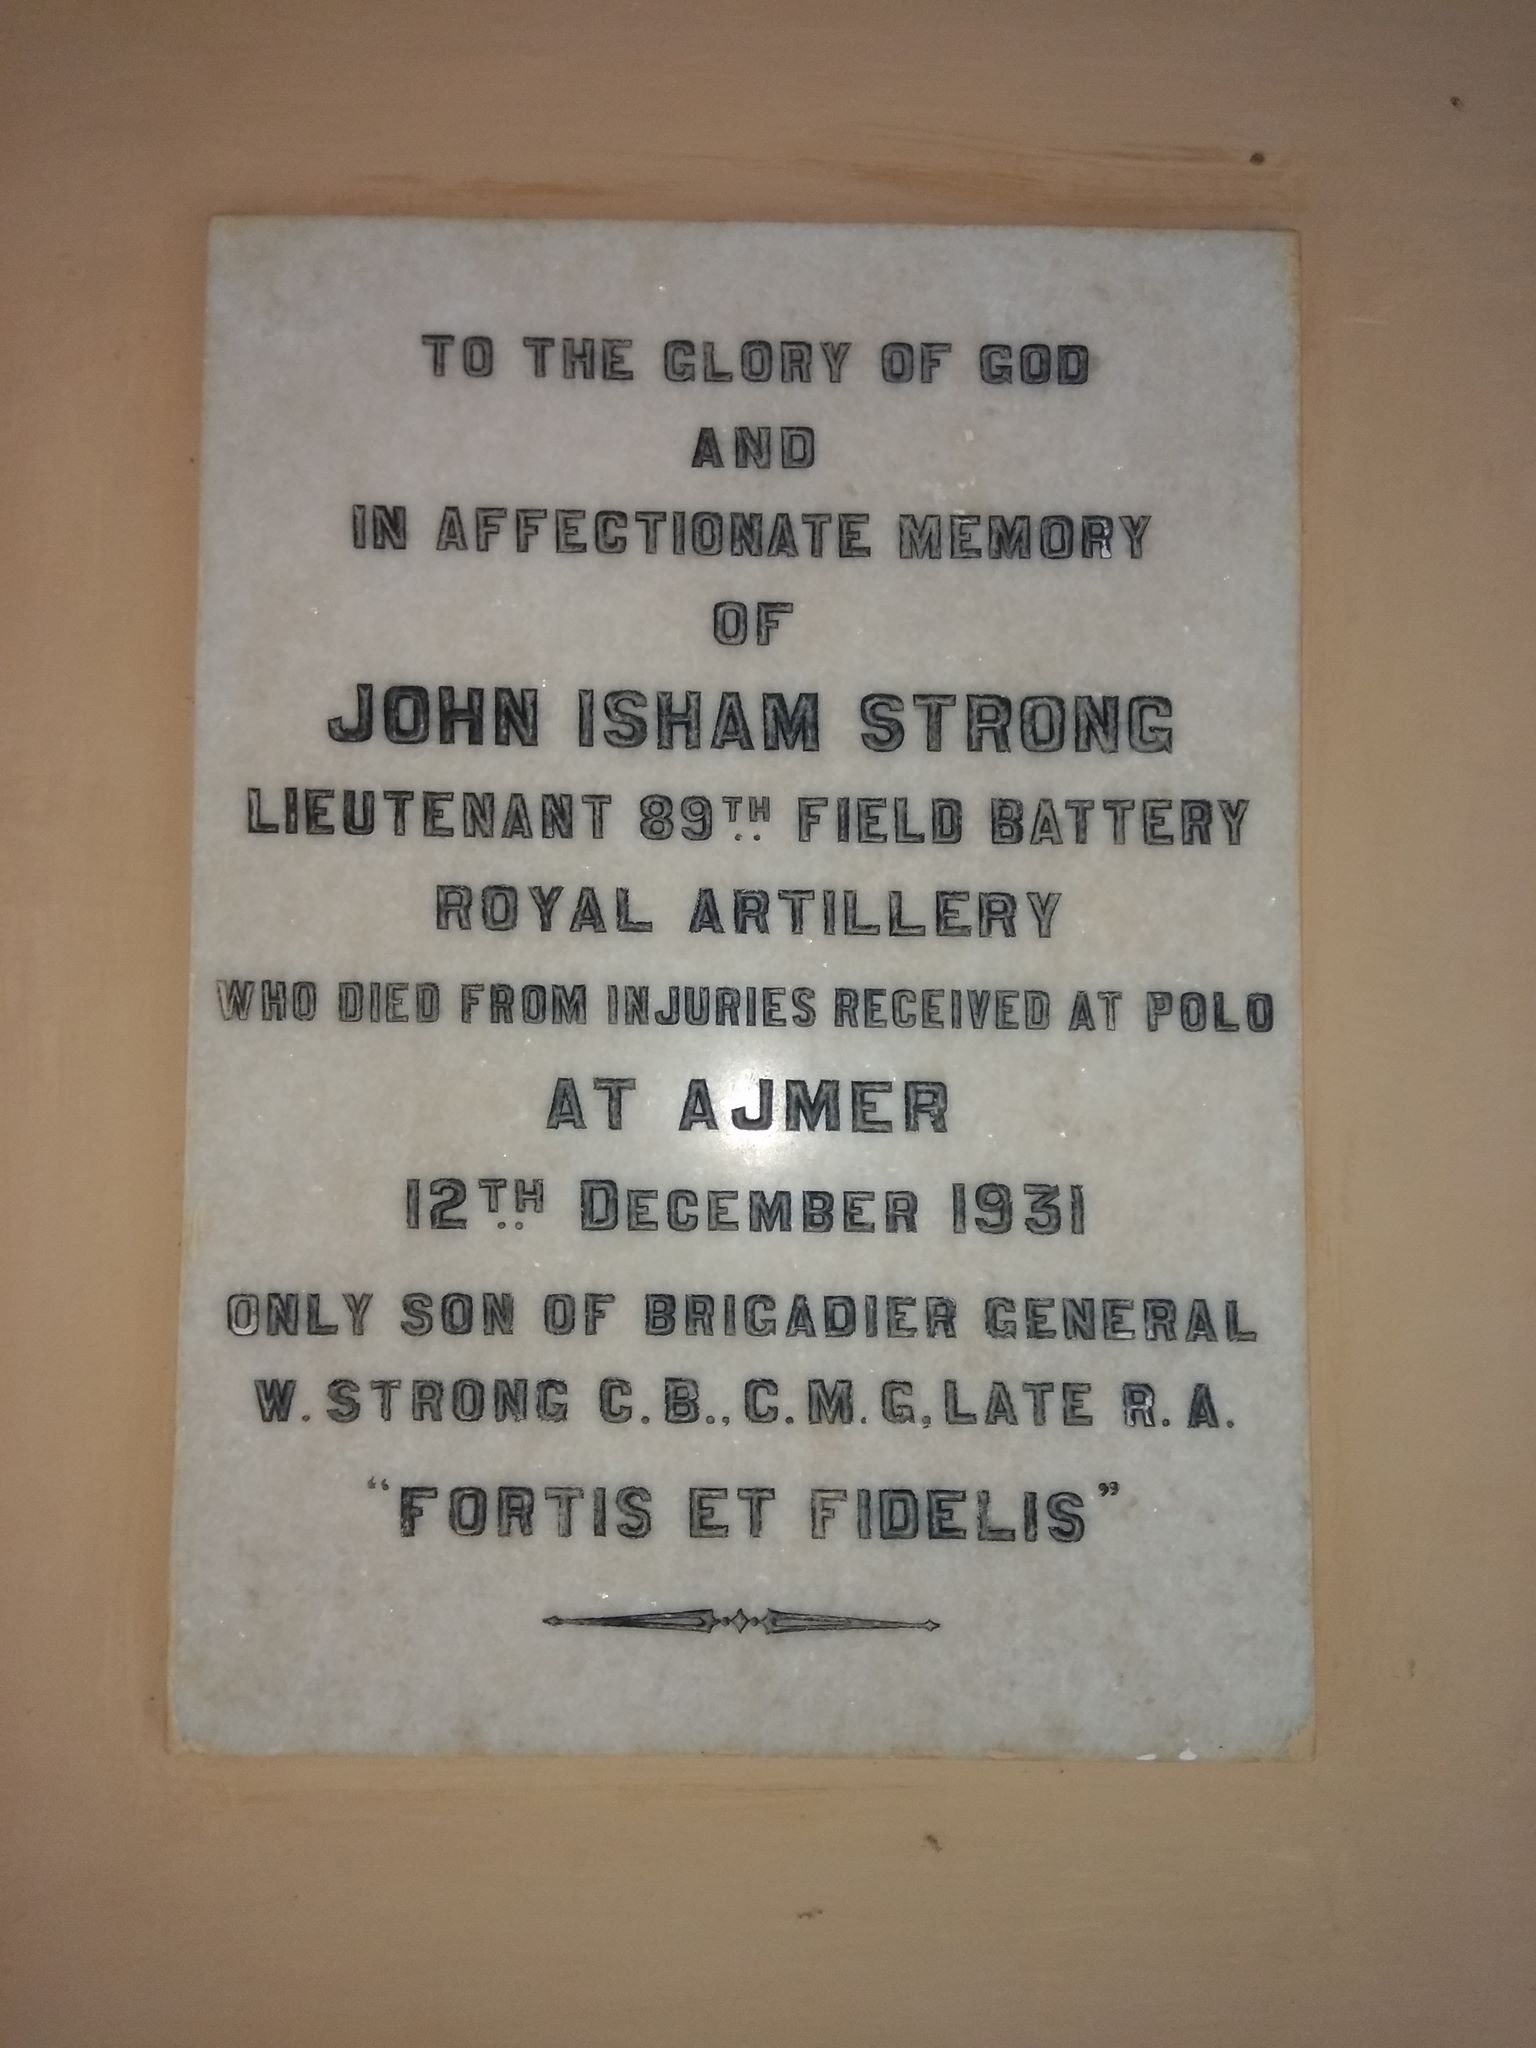 TO THE GLORY OF GOD
AND
IN AFFECTIONATE MEMORY
OF
JOHN ISHAM STRONG
LIEUTENANT 89TH FIELD BATTERY
ROYAL ARTILLERY
WHO DIED FROM INJURIES RECEIVED AT POLO
AT AJMER
12TH DECEMBER 1931
ONLY SON OF BRIGADIER GENERAL
W. STRONG C.B., C.M.G, LATE R.A.
“FORTIS ET FIDELIS”